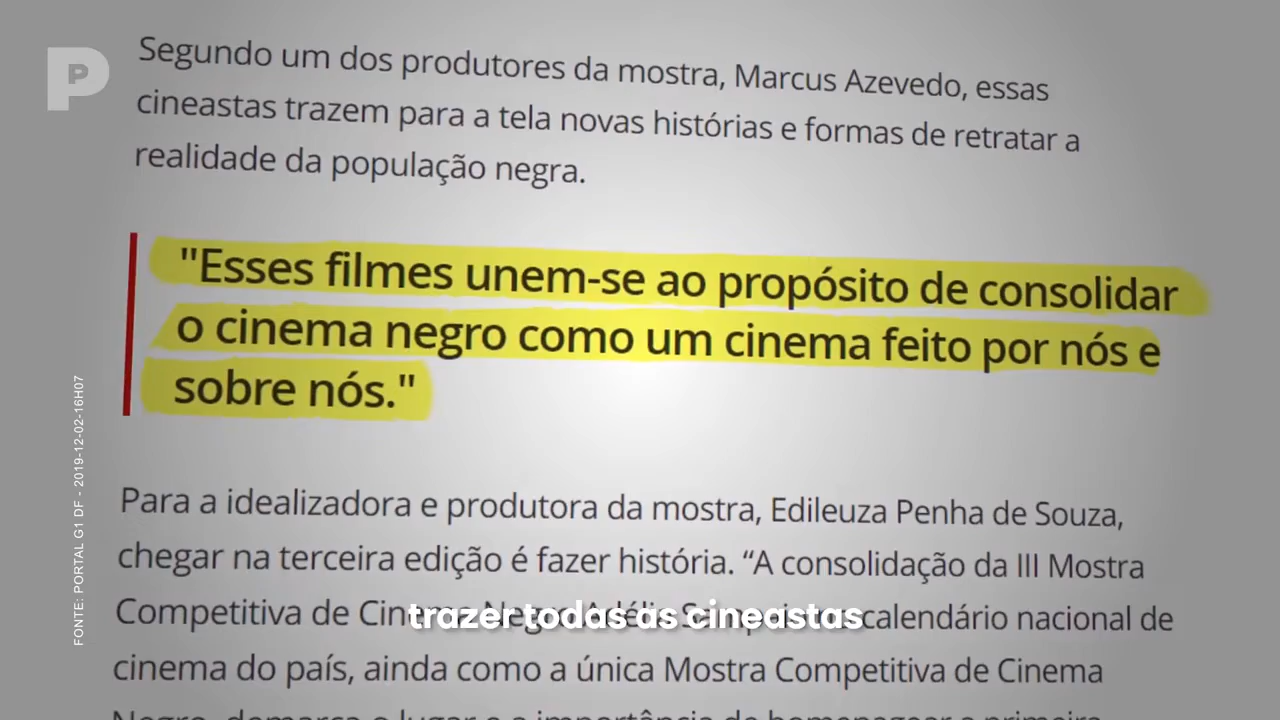 P
Segundo um dos produtores da mostra, Marcus Azevedo, essas
cineastas trazem para a tela novas histórias e formas de retratar a
realidade da população negra.
"Esses filmes unem-se ao propósito de consolidar
o cinema negro como um cinema feito por nós e
sobre nós."
Para a idealizadora e produtora da mostra, Edileuza Penha de Souza,
chegar na terceira edição é fazer história. “A consolidação da III Mostra
Competitiva de Negro calendário nacional de
trazer todas as cineastas
cinema do país, ainda como a única Mostra Competitiva de Cinema
FONTE: PORTAL G1 DF - 2019-12-02-16H07